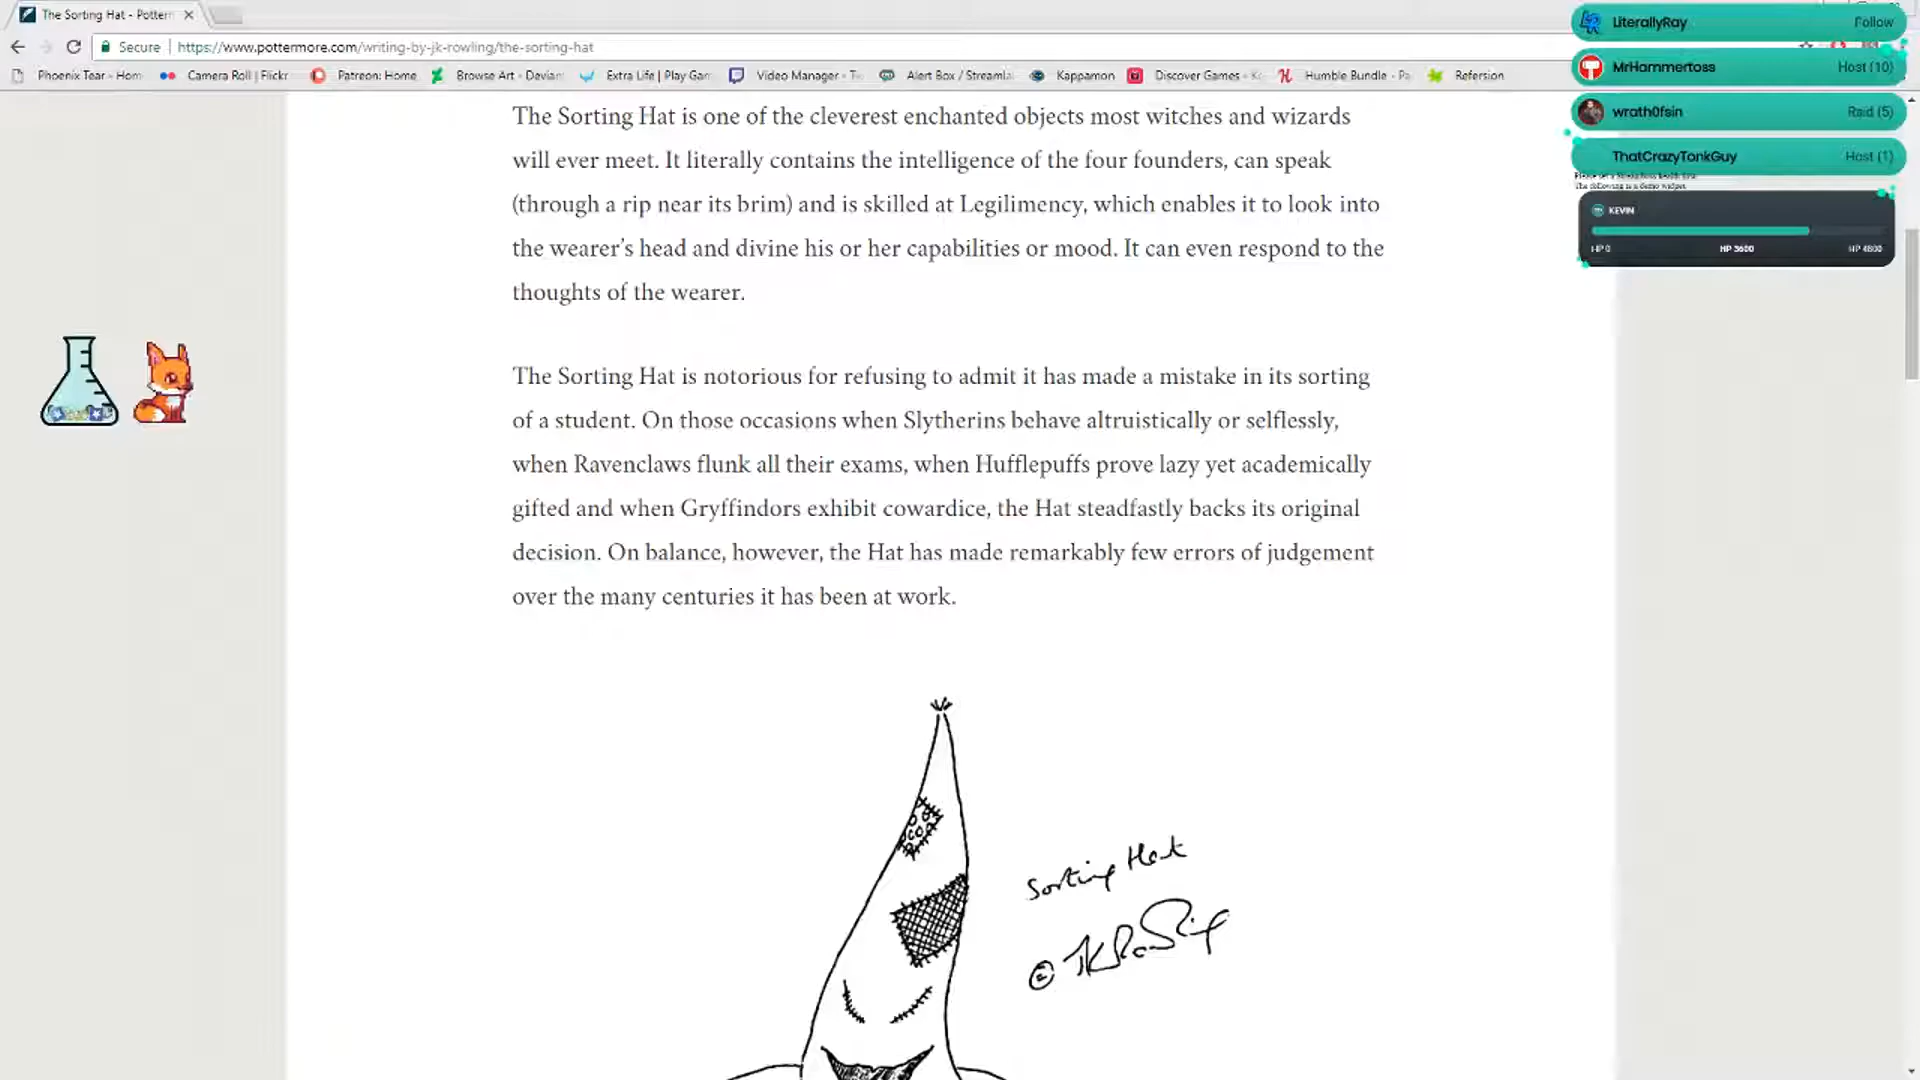 The Sorting Hat - Potterm
Secure https://www.pottermore.com/writing-by-jk-rowling/the-sorting-hat
Phoenix Tear - Hom Camera Roll | Flickr Patreon: Home Browse Art - Devian Extra Life | Play Gam Video Manager - T Alert Box / Streamla Kappamon Discover Games - K Humble Bundle - Pa Refersion
LiterallyRay Follow
MrHammertoss Host (10)
wrath0fsin Raid (5)
ThatCrazyTonkGuy Host (1)
The following is a demo widget
KEVIN
HP 0 HP 3600 HP 4800
The Sorting Hat is one of the cleverest enchanted objects most witches and wizards
will ever meet. It literally contains the intelligence of the four founders, can speak
(through a rip near its brim) and is skilled at Legilimency, which enables it to look into
the wearer’s head and divine his or her capabilities or mood. It can even respond to the
thoughts of the wearer.
The Sorting Hat is notorious for refusing to admit it has made a mistake in its sorting
of a student. On those occasions when Slytherins behave altruistically or selflessly,
when Ravenclaws flunk all their exams, when Hufflepuffs prove lazy yet academically
gifted and when Gryffindors exhibit cowardice, the Hat steadfastly backs its original
decision. On balance, however, the Hat has made remarkably few errors of judgement
over the many centuries it has been at work.
Sorting Hat
© JK Rowling